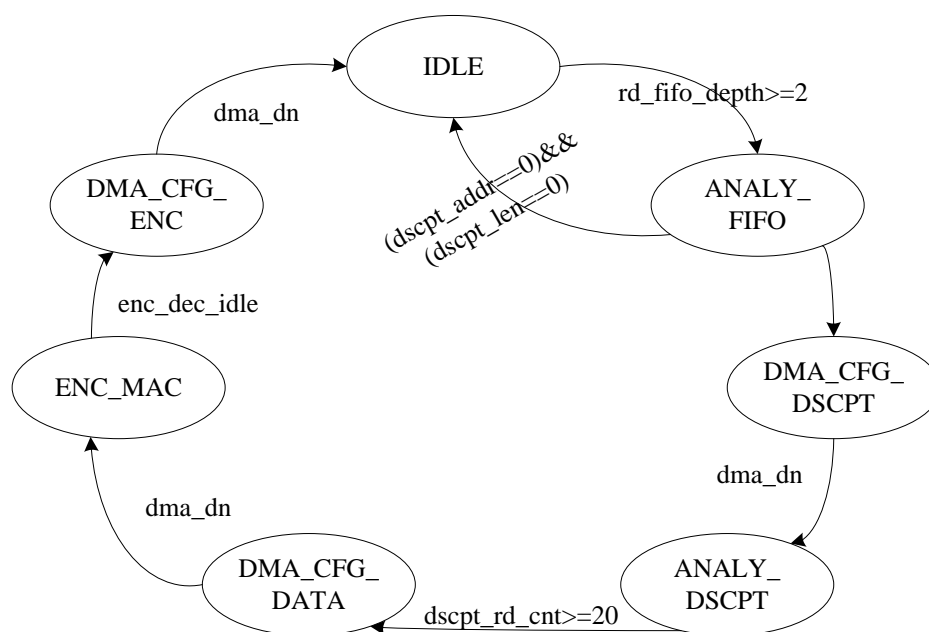 IDLE
rd_fifo_depth>=2
dma_dn
(dscpt_addr==0)&&
(dscpt_len==0)
DMA_CFG_
ENC
ANALY_
FIFO
enc_dec_idle
ENC_MAC
DMA_CFG_
DSCPT
dma_dn
dma_dn
DMA_CFG_
DATA
ANALY_
DSCPT
dscpt_rd_cnt>=20